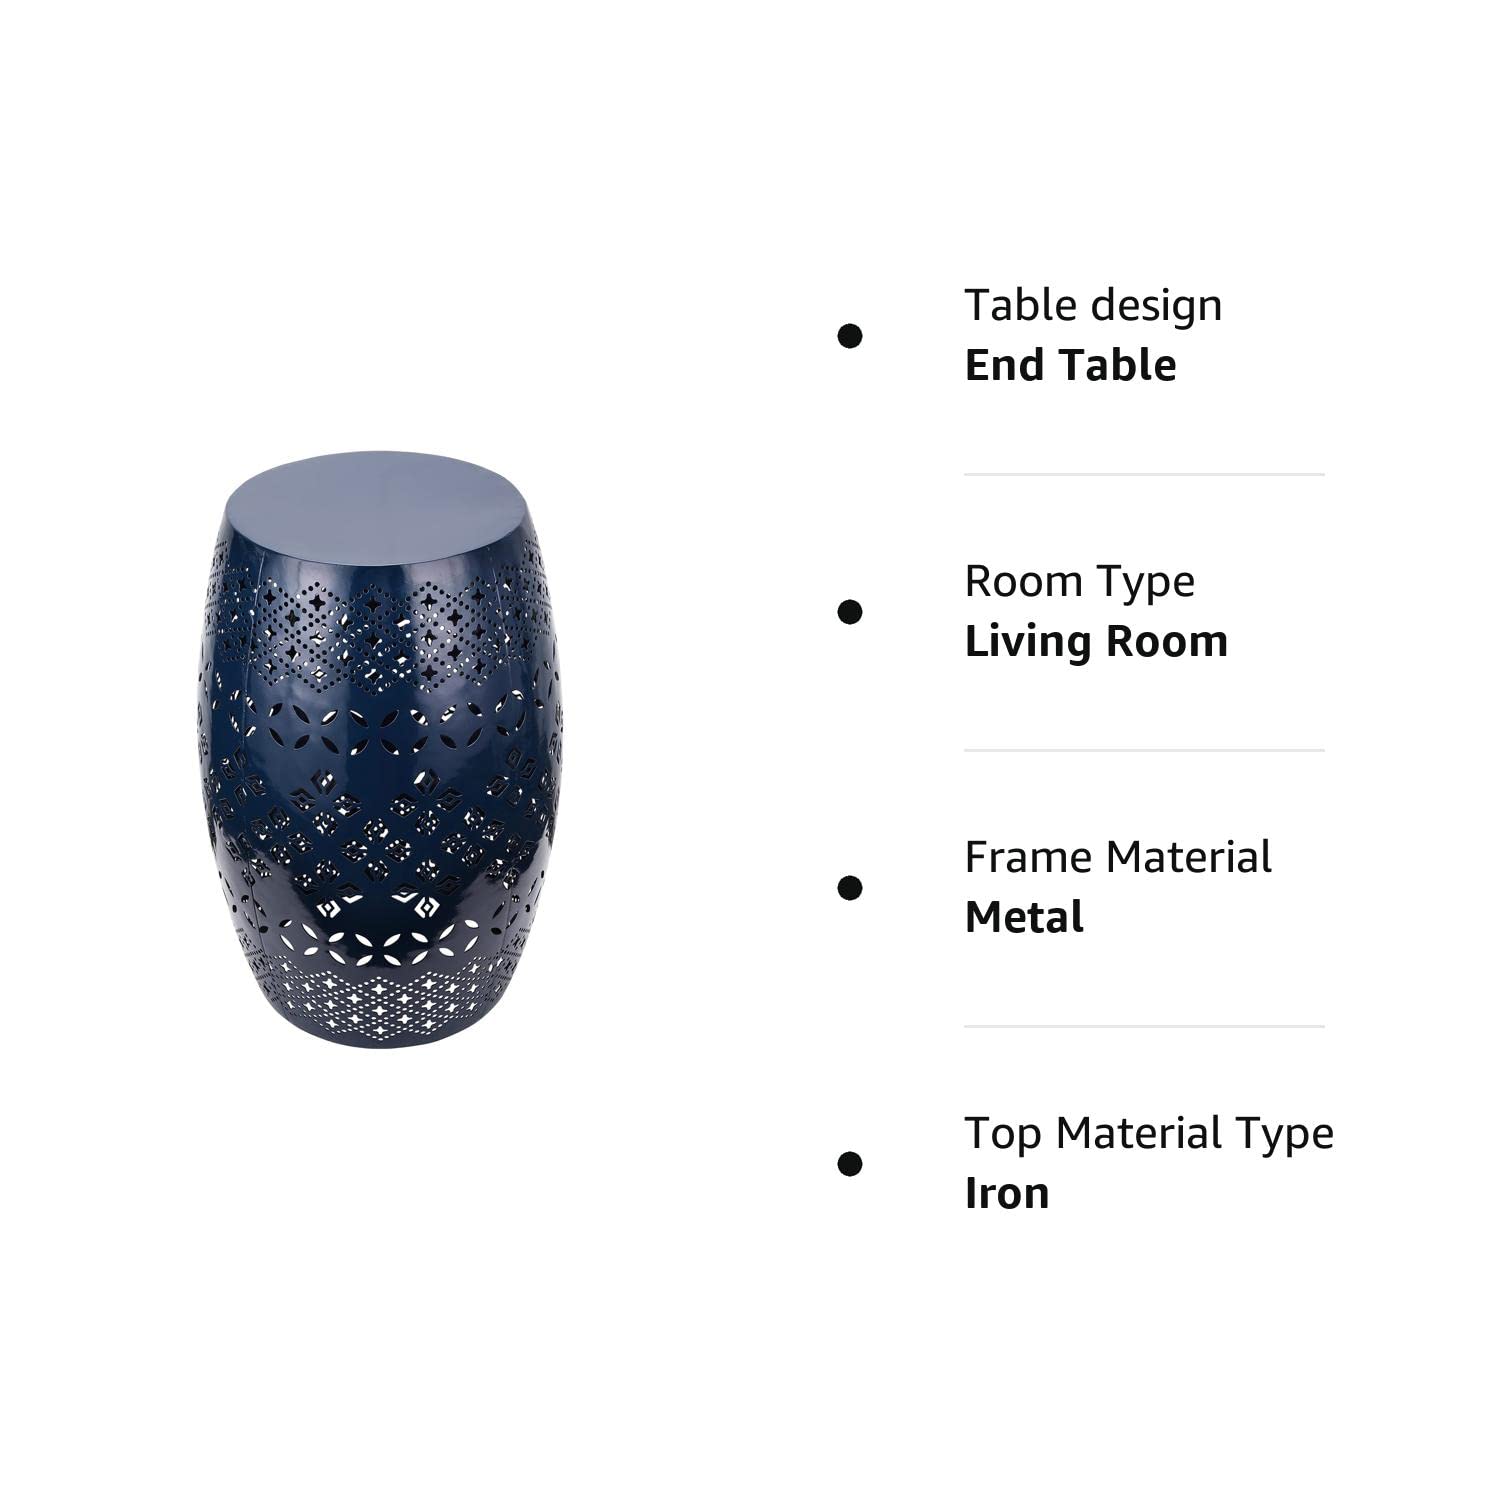 Table design
End Table
Room Type
Living Room
Frame Material
Metal
Top Material Type
Iron